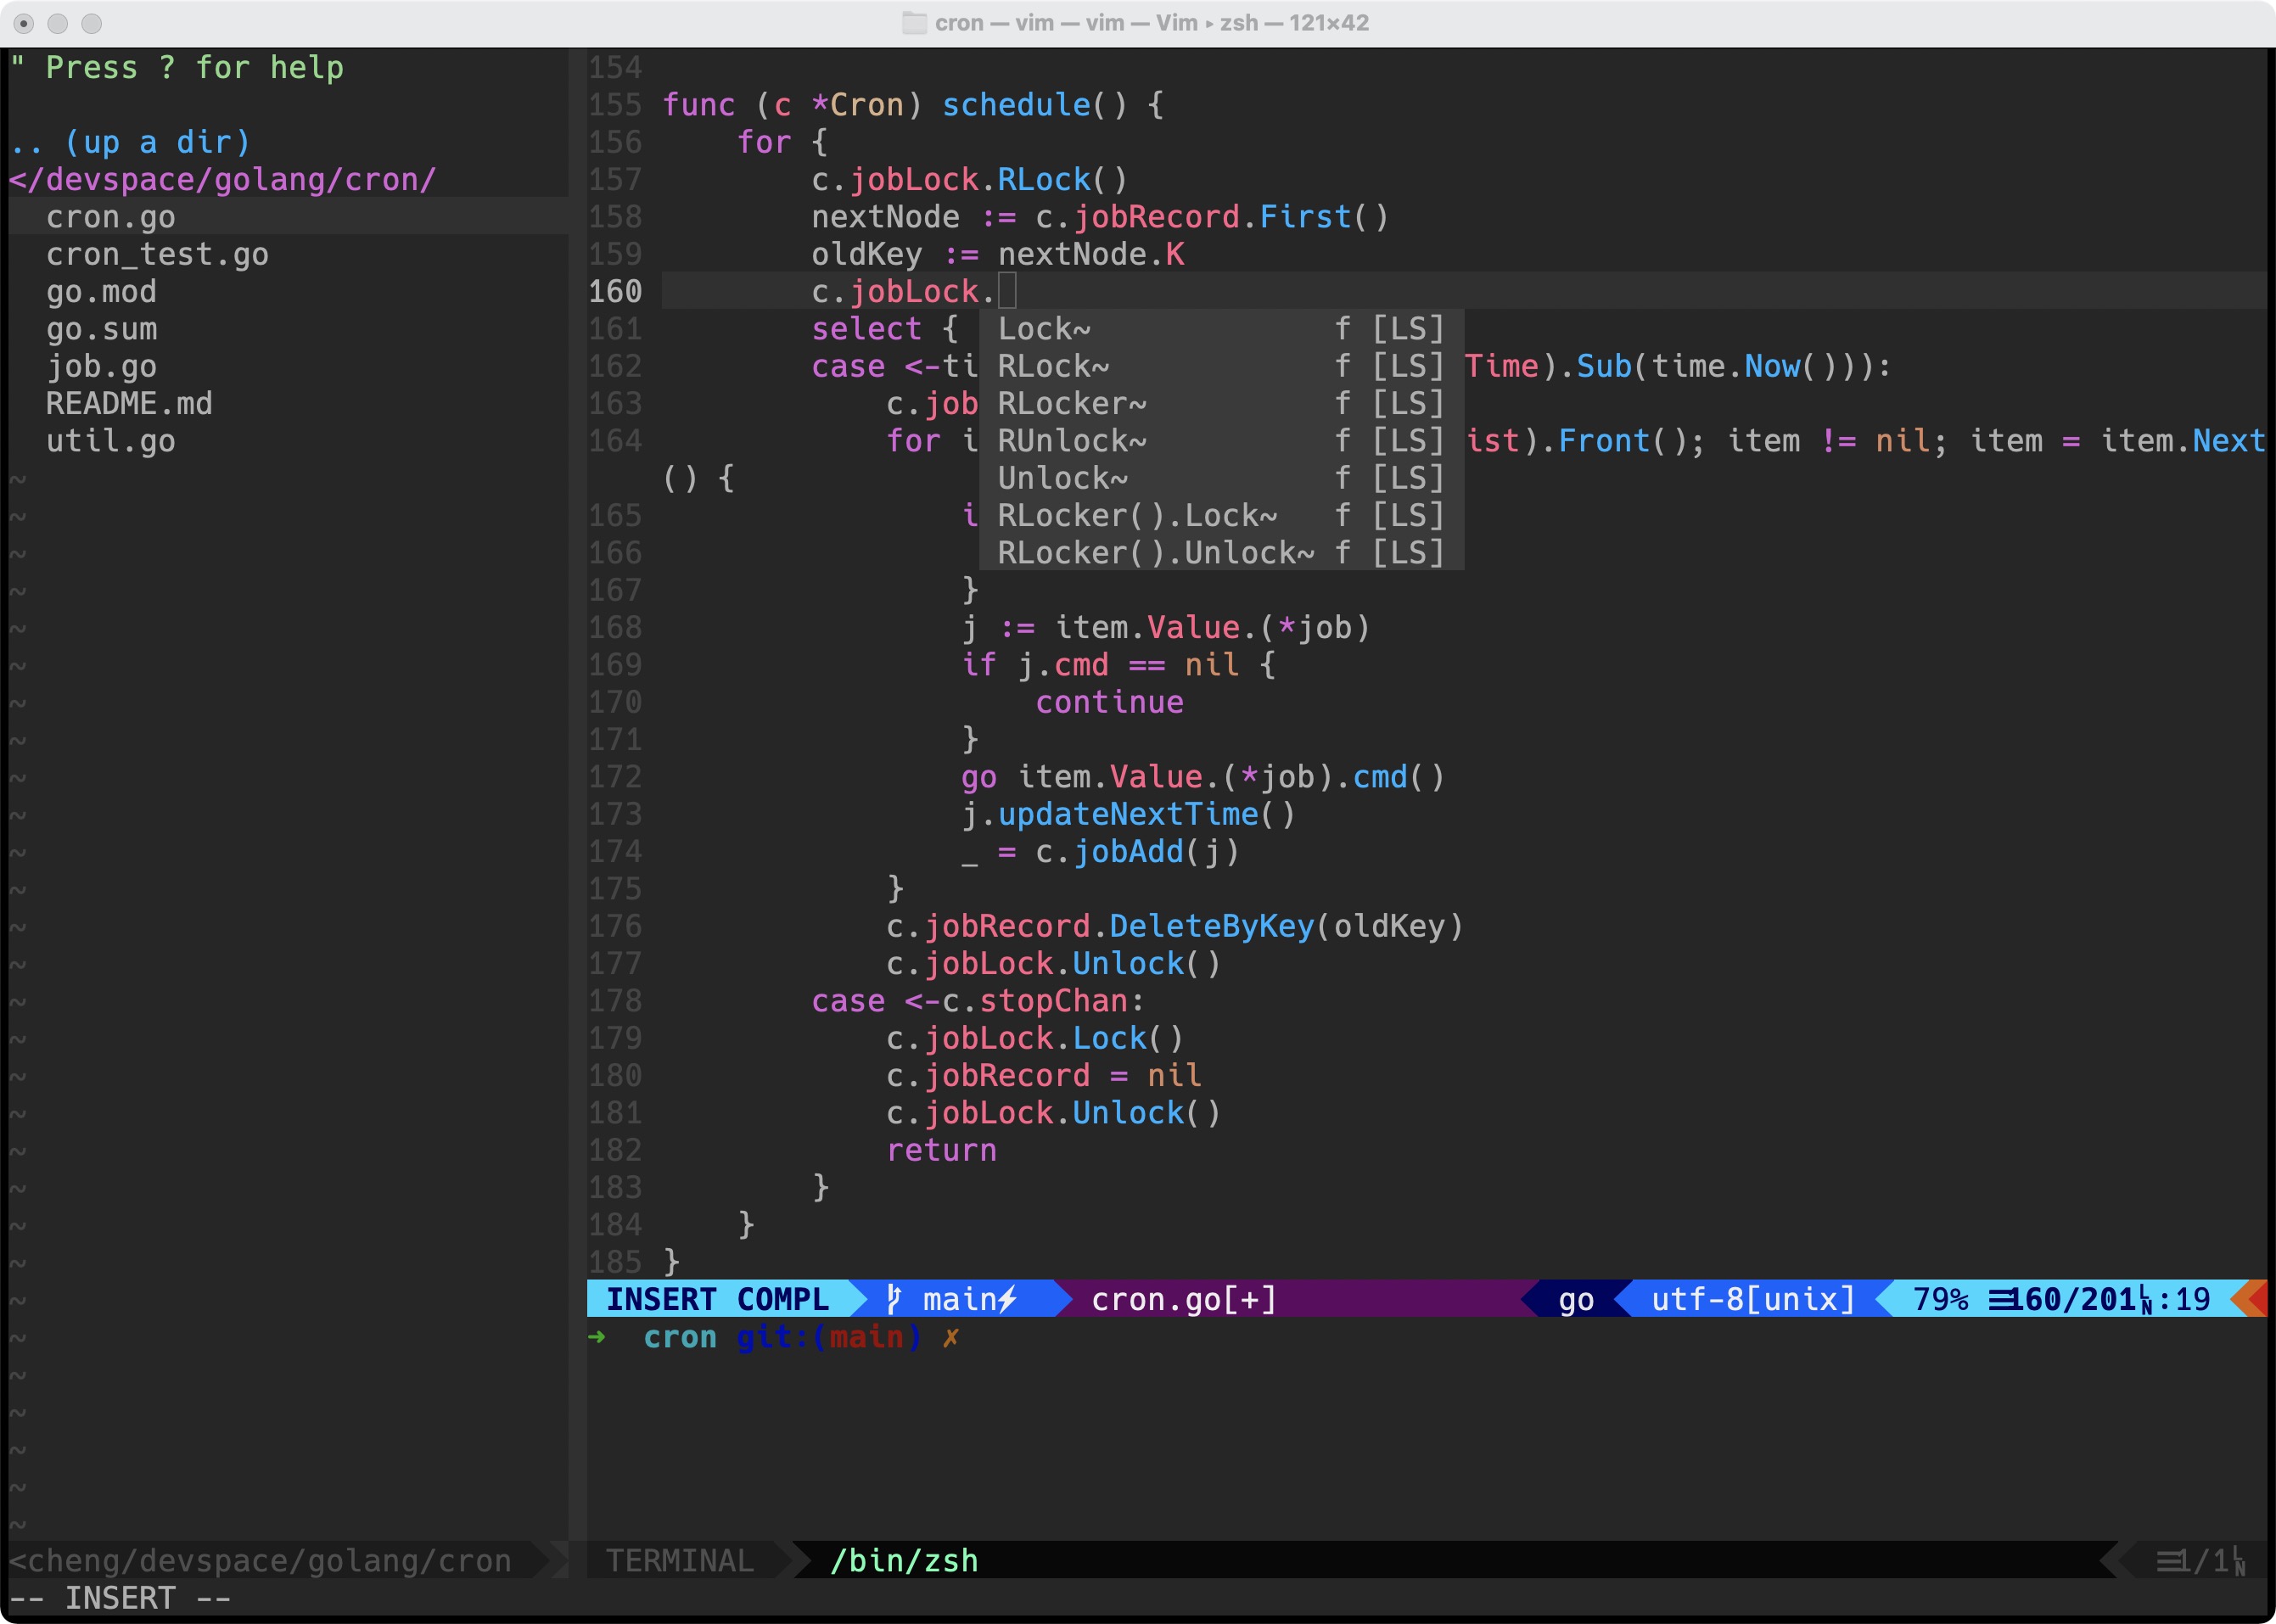 cron — vim — vim — Vim ▸ zsh — 121×42
" Press ? for help
.. (up a dir)
</devspace/golang/cron/
cron.go
cron_test.go
go.mod
go.sum
job.go
README.md
util.go
154
155 func (c *Cron) schedule() {
156 for {
157 c.jobLock.RLock()
158 nextNode := c.jobRecord.First()
159 oldKey := nextNode.K
160 c.jobLock.
161 select { Lock~ f [LS]
162 case <-ti RLock~ f [LS] Time).Sub(time.Now())):
163 c.job RLocker~ f [LS]
164 for i RUnlock~ f [LS] ist).Front(); item != nil; item = item.Next
() { Unlock~ f [LS]
165 i RLocker().Lock~ f [LS]
166 RLocker().Unlock~ f [LS]
167 }
168 j := item.Value.(*job)
169 if j.cmd == nil {
170 continue
171 }
172 go item.Value.(*job).cmd()
173 j.updateNextTime()
174 _ = c.jobAdd(j)
175 }
176 c.jobRecord.DeleteByKey(oldKey)
177 c.jobLock.Unlock()
178 case <-c.stopChan:
179 c.jobLock.Lock()
180 c.jobRecord = nil
181 c.jobLock.Unlock()
182 return
183 }
184 }
185 }
INSERT COMPL main⚡ cron.go[+] go utf-8[unix] 79% ☰160/201␤:19
➜ cron git:(main) ✗
<cheng/devspace/golang/cron TERMINAL /bin/zsh ☰1/1␤
-- INSERT --